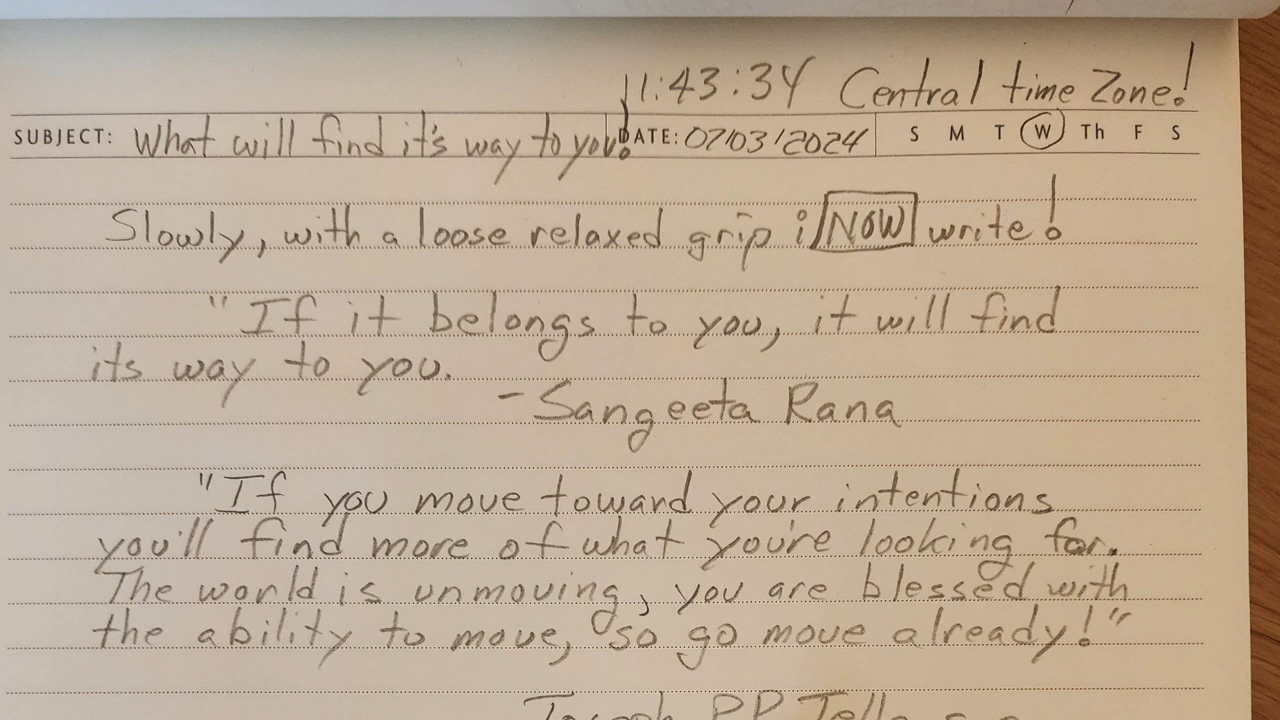 11:43:34 Central time Zone!
SUBJECT: What will find it's way to you! DATE: 07/03/2024 S M T W Th F S
Slowly, with a loose relaxed grip i NOW write!
"If it belongs to you, it will find
its way to you.
- Sangeeta Rana
"If you move toward your intentions
you'll find more of what you're looking for.
The world is unmoving, you are blessed with
the ability to move, so go move already!"